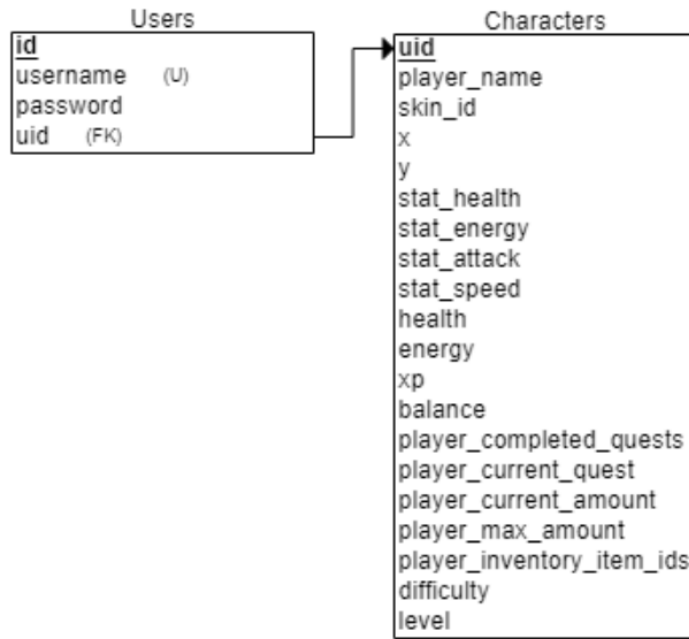 Users
id
username (U)
password
uid (FK)
Characters
uid
player_name
skin_id
x
y
stat_health
stat_energy
stat_attack
stat_speed
health
energy
xp
balance
player_completed_quests
player_current_quest
player_current_amount
player_max_amount
player_inventory_item_ids
difficulty
level